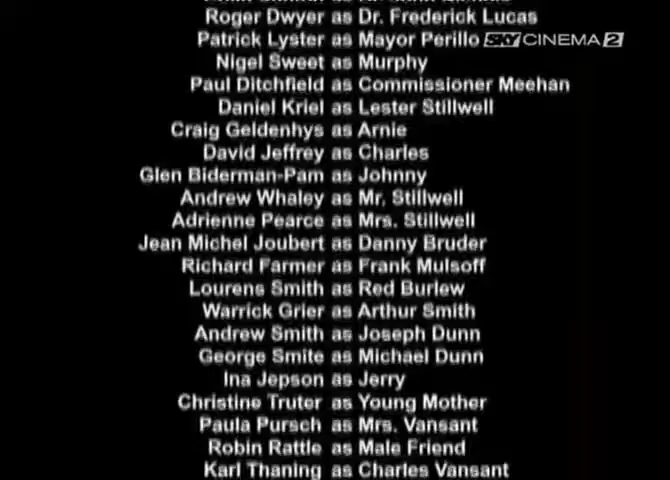 Roger Dwyer as Dr. Frederick Lucas
Patrick Lyster as Mayor Perillo SKY CINEMA 2
Nigel Sweet as Murphy
Paul Ditchfield as Commissioner Meehan
Daniel Kriel as Lester Stillwell
Craig Geldenhys as Arnie
David Jeffrey as Charles
Glen Biderman-Pam as Johnny
Andrew Whaley as Mr. Stillwell
Adrienne Pearce as Mrs. Stillwell
Jean Michel Joubert as Danny Bruder
Richard Farmer as Frank Mulsoff
Lourens Smith as Red Burlew
Warrick Grier as Arthur Smith
Andrew Smith as Joseph Dunn
George Smite as Michael Dunn
Ina Jepson as Jerry
Christine Truter as Young Mother
Paula Pursch as Mrs. Vansant
Robin Rattle as Male Friend
Karl Thaning as Charles Vansant